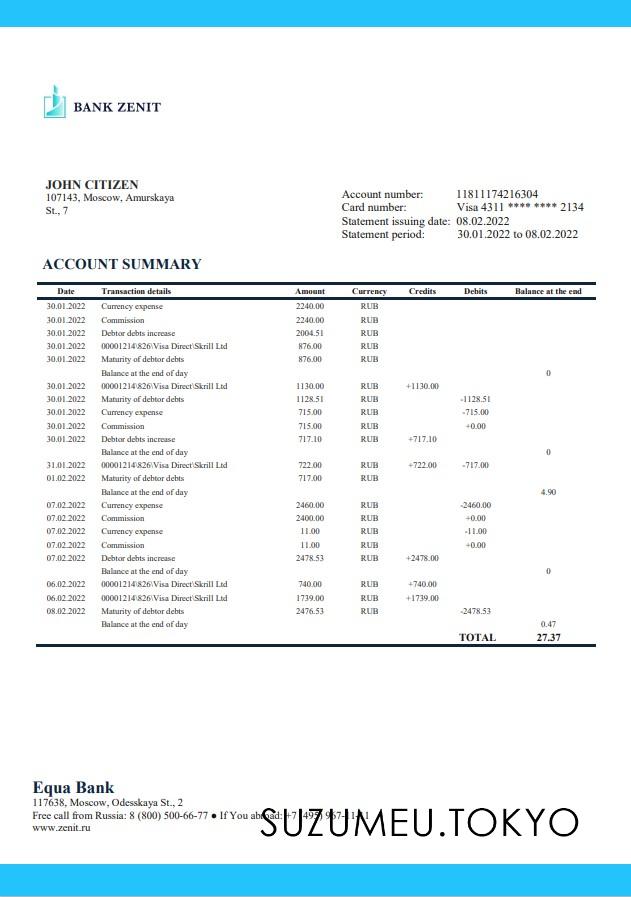 BANK ZENIT
JOHN CITIZEN
107143, Moscow, Amurskaya
St., 7
Account number: 11811174216304
Card number: Visa 4311 **** **** 2134
Statement issuing date: 08.02.2022
Statement period: 30.01.2022 to 08.02.2022
ACCOUNT SUMMARY
Date Transaction details Amount Currency Credits Debits Balance at the end
30.01.2022 Currency expense 2240.00 RUB
30.01.2022 Commission 2240.00 RUB
30.01.2022 Debtor debts increase 2004.51 RUB
30.01.2022 00001214\826\Visa Direct\Skrill Ltd 876.00 RUB
30.01.2022 Maturity of debtor debts 876.00 RUB
Balance at the end of day 0
30.01.2022 00001214\826\Visa Direct\Skrill Ltd 1130.00 RUB +1130.00
30.01.2022 Maturity of debtor debts 1128.51 RUB -1128.51
30.01.2022 Currency expense 715.00 RUB -715.00
30.01.2022 Commission 715.00 RUB +0.00
30.01.2022 Debtor debts increase 717.10 RUB +717.10
Balance at the end of day 0
31.01.2022 00001214\826\Visa Direct\Skrill Ltd 722.00 RUB +722.00 -717.00
01.02.2022 Maturity of debtor debts 717.00 RUB
Balance at the end of day 4.90
07.02.2022 Currency expense 2460.00 RUB -2460.00
07.02.2022 Commission 2400.00 RUB +0.00
07.02.2022 Currency expense 11.00 RUB -11.00
07.02.2022 Commission 11.00 RUB +0.00
07.02.2022 Debtor debts increase 2478.53 RUB +2478.00
Balance at the end of day 0
06.02.2022 00001214\826\Visa Direct\Skrill Ltd 740.00 RUB +740.00
06.02.2022 00001214\826\Visa Direct\Skrill Ltd 1739.00 RUB +1739.00
08.02.2022 Maturity of debtor debts 2476.53 RUB -2478.53
Balance at the end of day 0.47
TOTAL 27.37
Equa Bank
117638, Moscow, Odesskaya St., 2
Free call from Russia: 8 (800) 500-66-77 ● If You abroad: +7 (495) 967-11-11
www.zenit.ru
SUZUMEU.TOKYO